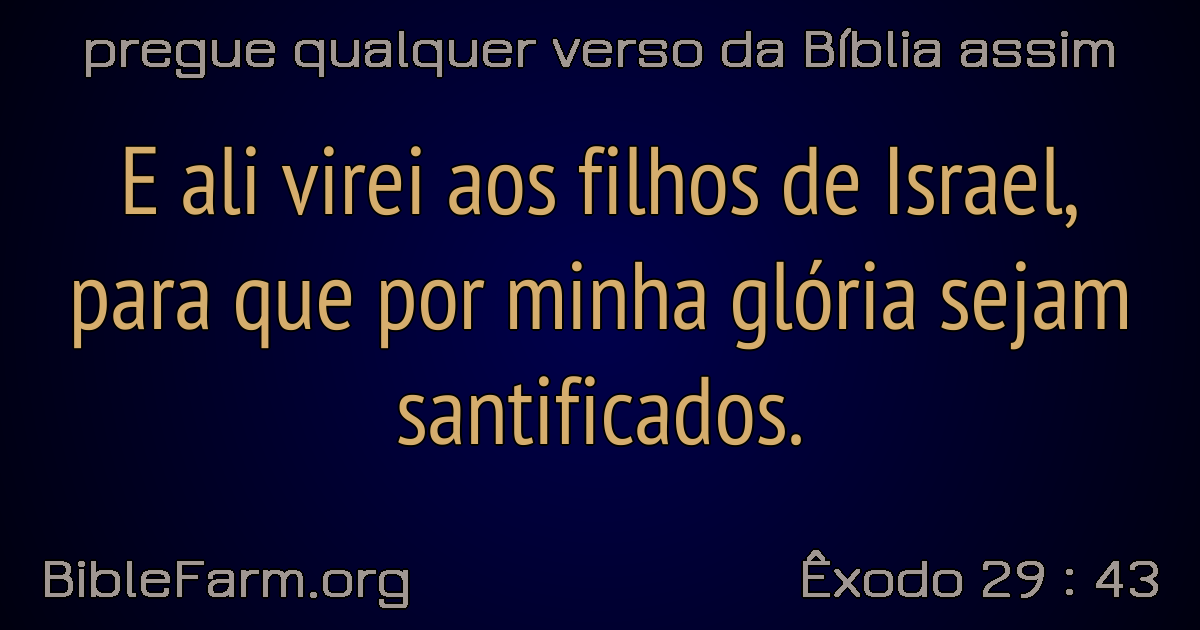 pregue qualquer verso da Bíblia assim
E ali virei aos filhos de Israel,
para que por minha glória sejam
santificados.
BibleFarm.org
Êxodo 29 : 43